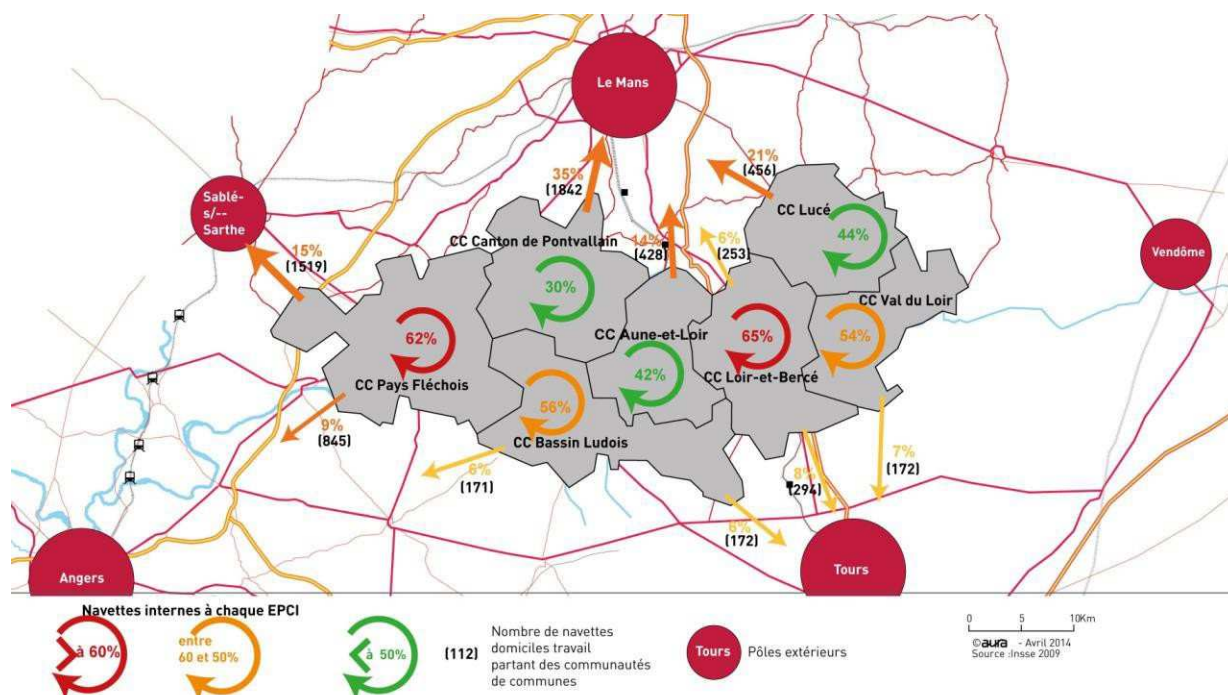 Le Mans
35%
(1842
21%
(456)
Sablé-
s/--
Sarthe
CC Lucé
CC Canton de Pontvallain
14%
(428)
6%
(253)
44%
Vendôme
15%
(1519)
30%
CC Val du Loir
CC Aune-et-Loir
62%
65%
54%
CC Pays Fléchois
42%
CC Loir-et-Bercé
56%
9%
(845)
CC Bassin Ludois
6%
(171)
8%
(294)
7%
(172)
6%
(172)
Angers
Tours
Navettes internes à chaque EPCI
> à 60%
entre
60 et 50%
< à 50%
(112)
Nombre de navettes
domiciles travail
partant des communautés
de communes
Tours
Pôles extérieurs
0 5 10Km
©aura - Avril 2014
Source :Insse 2009